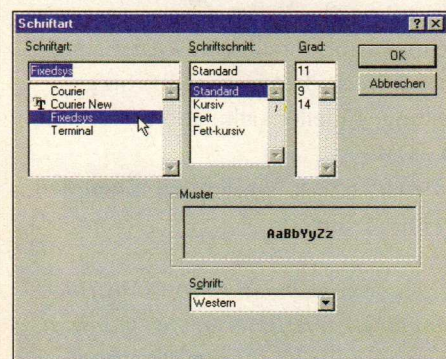 Schriftart
Schriftart: Schriftschnitt: Grad:
Fixedsys Standard 11 OK
Abbrechen
Courier Standard 9
Courier New Kursiv 14
Fixedsys Fett
Terminal Fett-kursiv
Muster
AaBbYyZz
Schrift:
Western